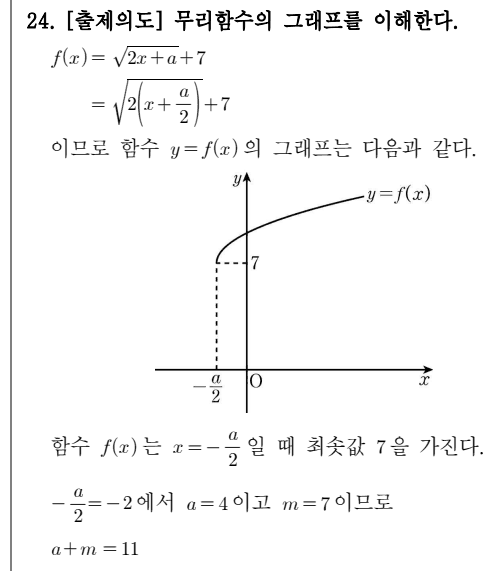 24. [출제의도] 무리함수의 그래프를 이해한다.
f(x)= √(2x+a)+7
= √(2(x+a/2))+7
이므로 함수 y=f(x)의 그래프는 다음과 같다.
y
y=f(x)
7
-a/2
O
x
함수 f(x)는 x=-a/2 일 때 최솟값 7을 가진다.
-a/2=-2에서 a=4이고 m=7이므로
a+m=11